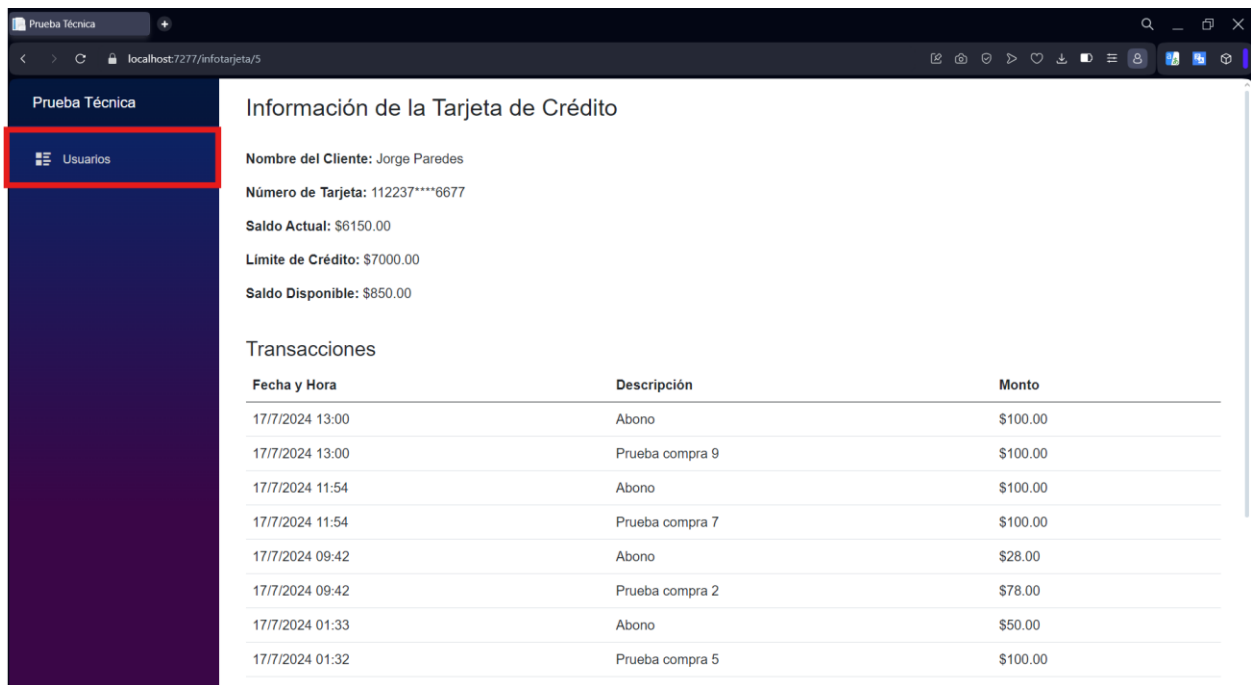 Prueba Técnica
localhost:7277/infotarjeta/5
Prueba Técnica
Usuarios
Información de la Tarjeta de Crédito
Nombre del Cliente: Jorge Paredes
Número de Tarjeta: 112237****6677
Saldo Actual: $6150.00
Límite de Crédito: $7000.00
Saldo Disponible: $850.00
Transacciones
Fecha y Hora Descripción Monto
17/7/2024 13:00 Abono $100.00
17/7/2024 13:00 Prueba compra 9 $100.00
17/7/2024 11:54 Abono $100.00
17/7/2024 11:54 Prueba compra 7 $100.00
17/7/2024 09:42 Abono $28.00
17/7/2024 09:42 Prueba compra 2 $78.00
17/7/2024 01:33 Abono $50.00
17/7/2024 01:32 Prueba compra 5 $100.00